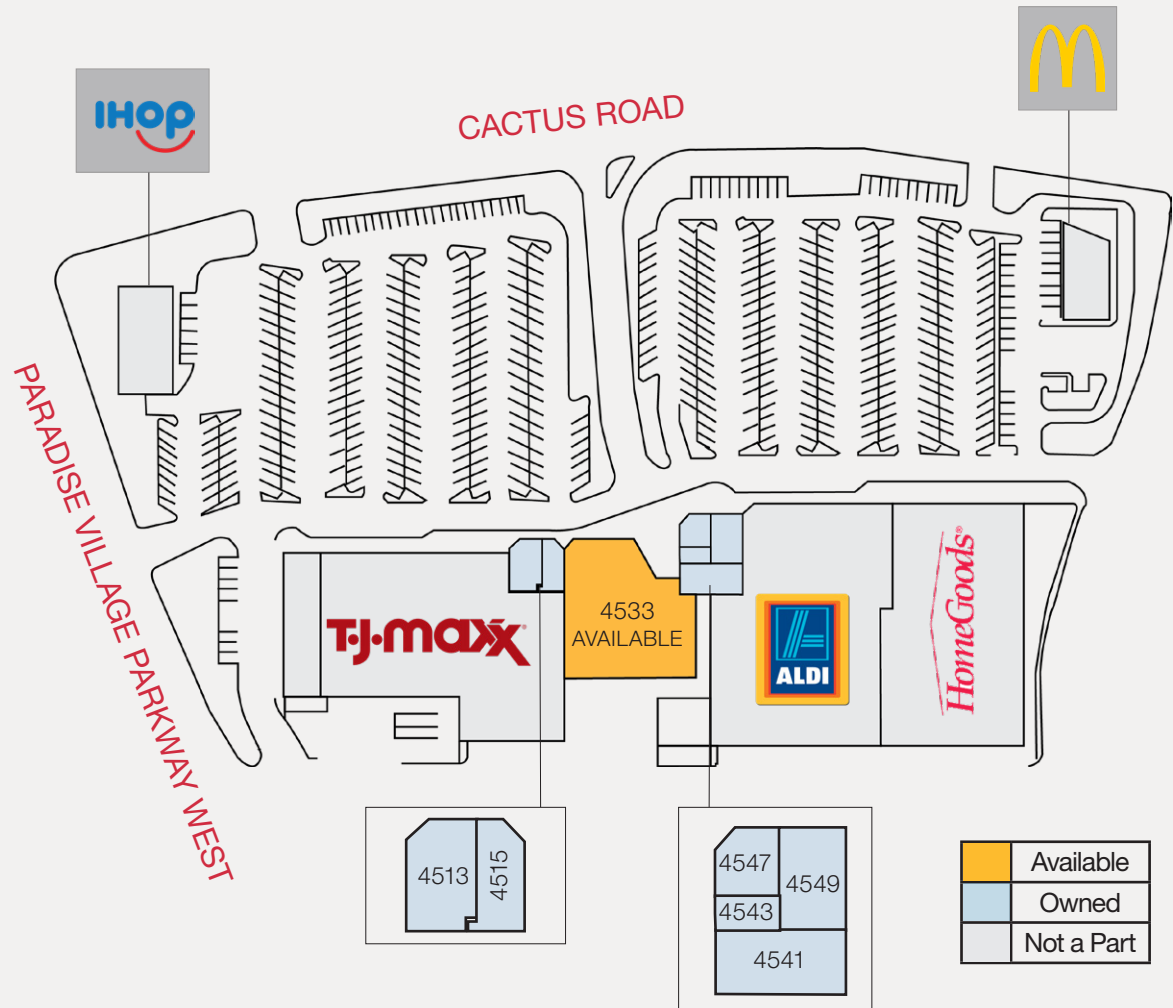 IHOP
CACTUS ROAD
PARADISE VILLAGE PARKWAY WEST
T·J·maxx®
4533
AVAILABLE
ALDI
HomeGoods®
4513
4515
4547
4549
4543
4541
Available
Owned
Not a Part